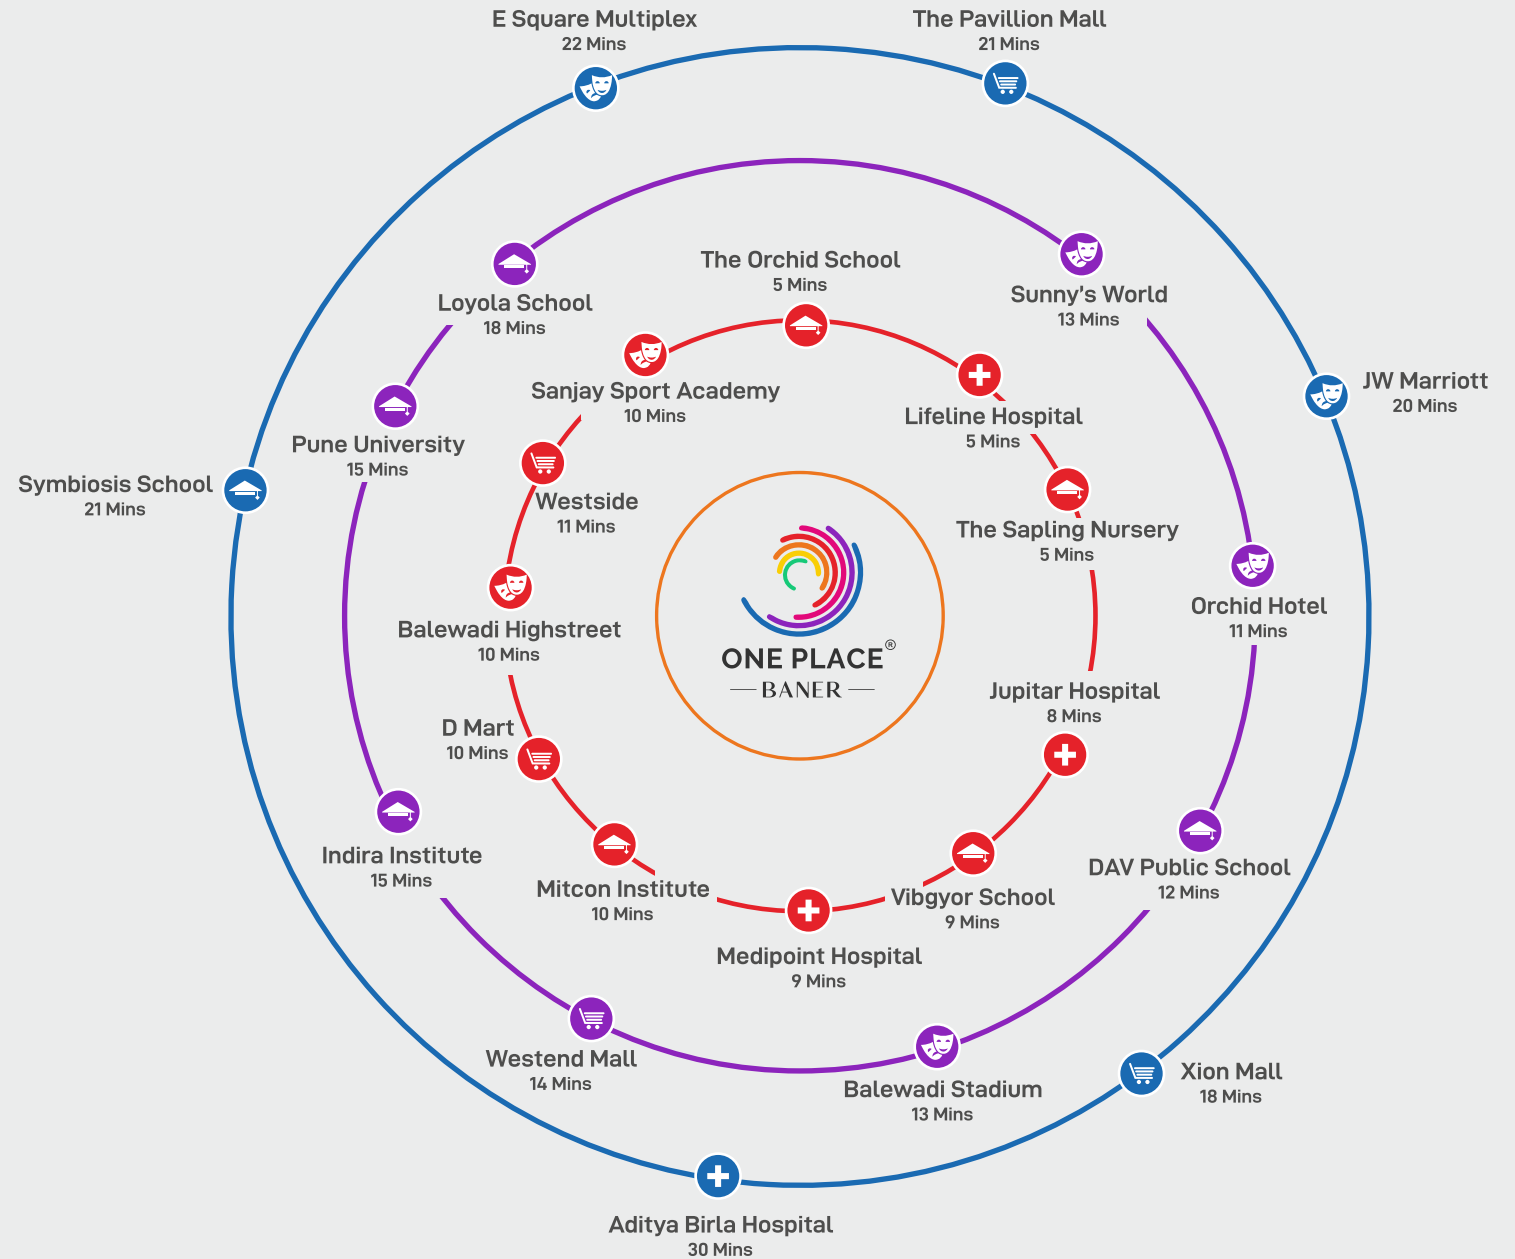 E Square Multiplex
22 Mins
The Pavillion Mall
21 Mins
Loyola School
18 Mins
The Orchid School
5 Mins
Sunny's World
13 Mins
Sanjay Sport Academy
10 Mins
Lifeline Hospital
5 Mins
JW Marriott
20 Mins
Pune University
15 Mins
Symbiosis School
21 Mins
Westside
11 Mins
The Sapling Nursery
5 Mins
Balewadi Highstreet
10 Mins
ONE PLACE®
BANER
Orchid Hotel
11 Mins
D Mart
10 Mins
Jupitar Hospital
8 Mins
Indira Institute
15 Mins
Mitcon Institute
10 Mins
Vibgyor School
9 Mins
DAV Public School
12 Mins
Medipoint Hospital
9 Mins
Westend Mall
14 Mins
Balewadi Stadium
13 Mins
Xion Mall
18 Mins
Aditya Birla Hospital
30 Mins